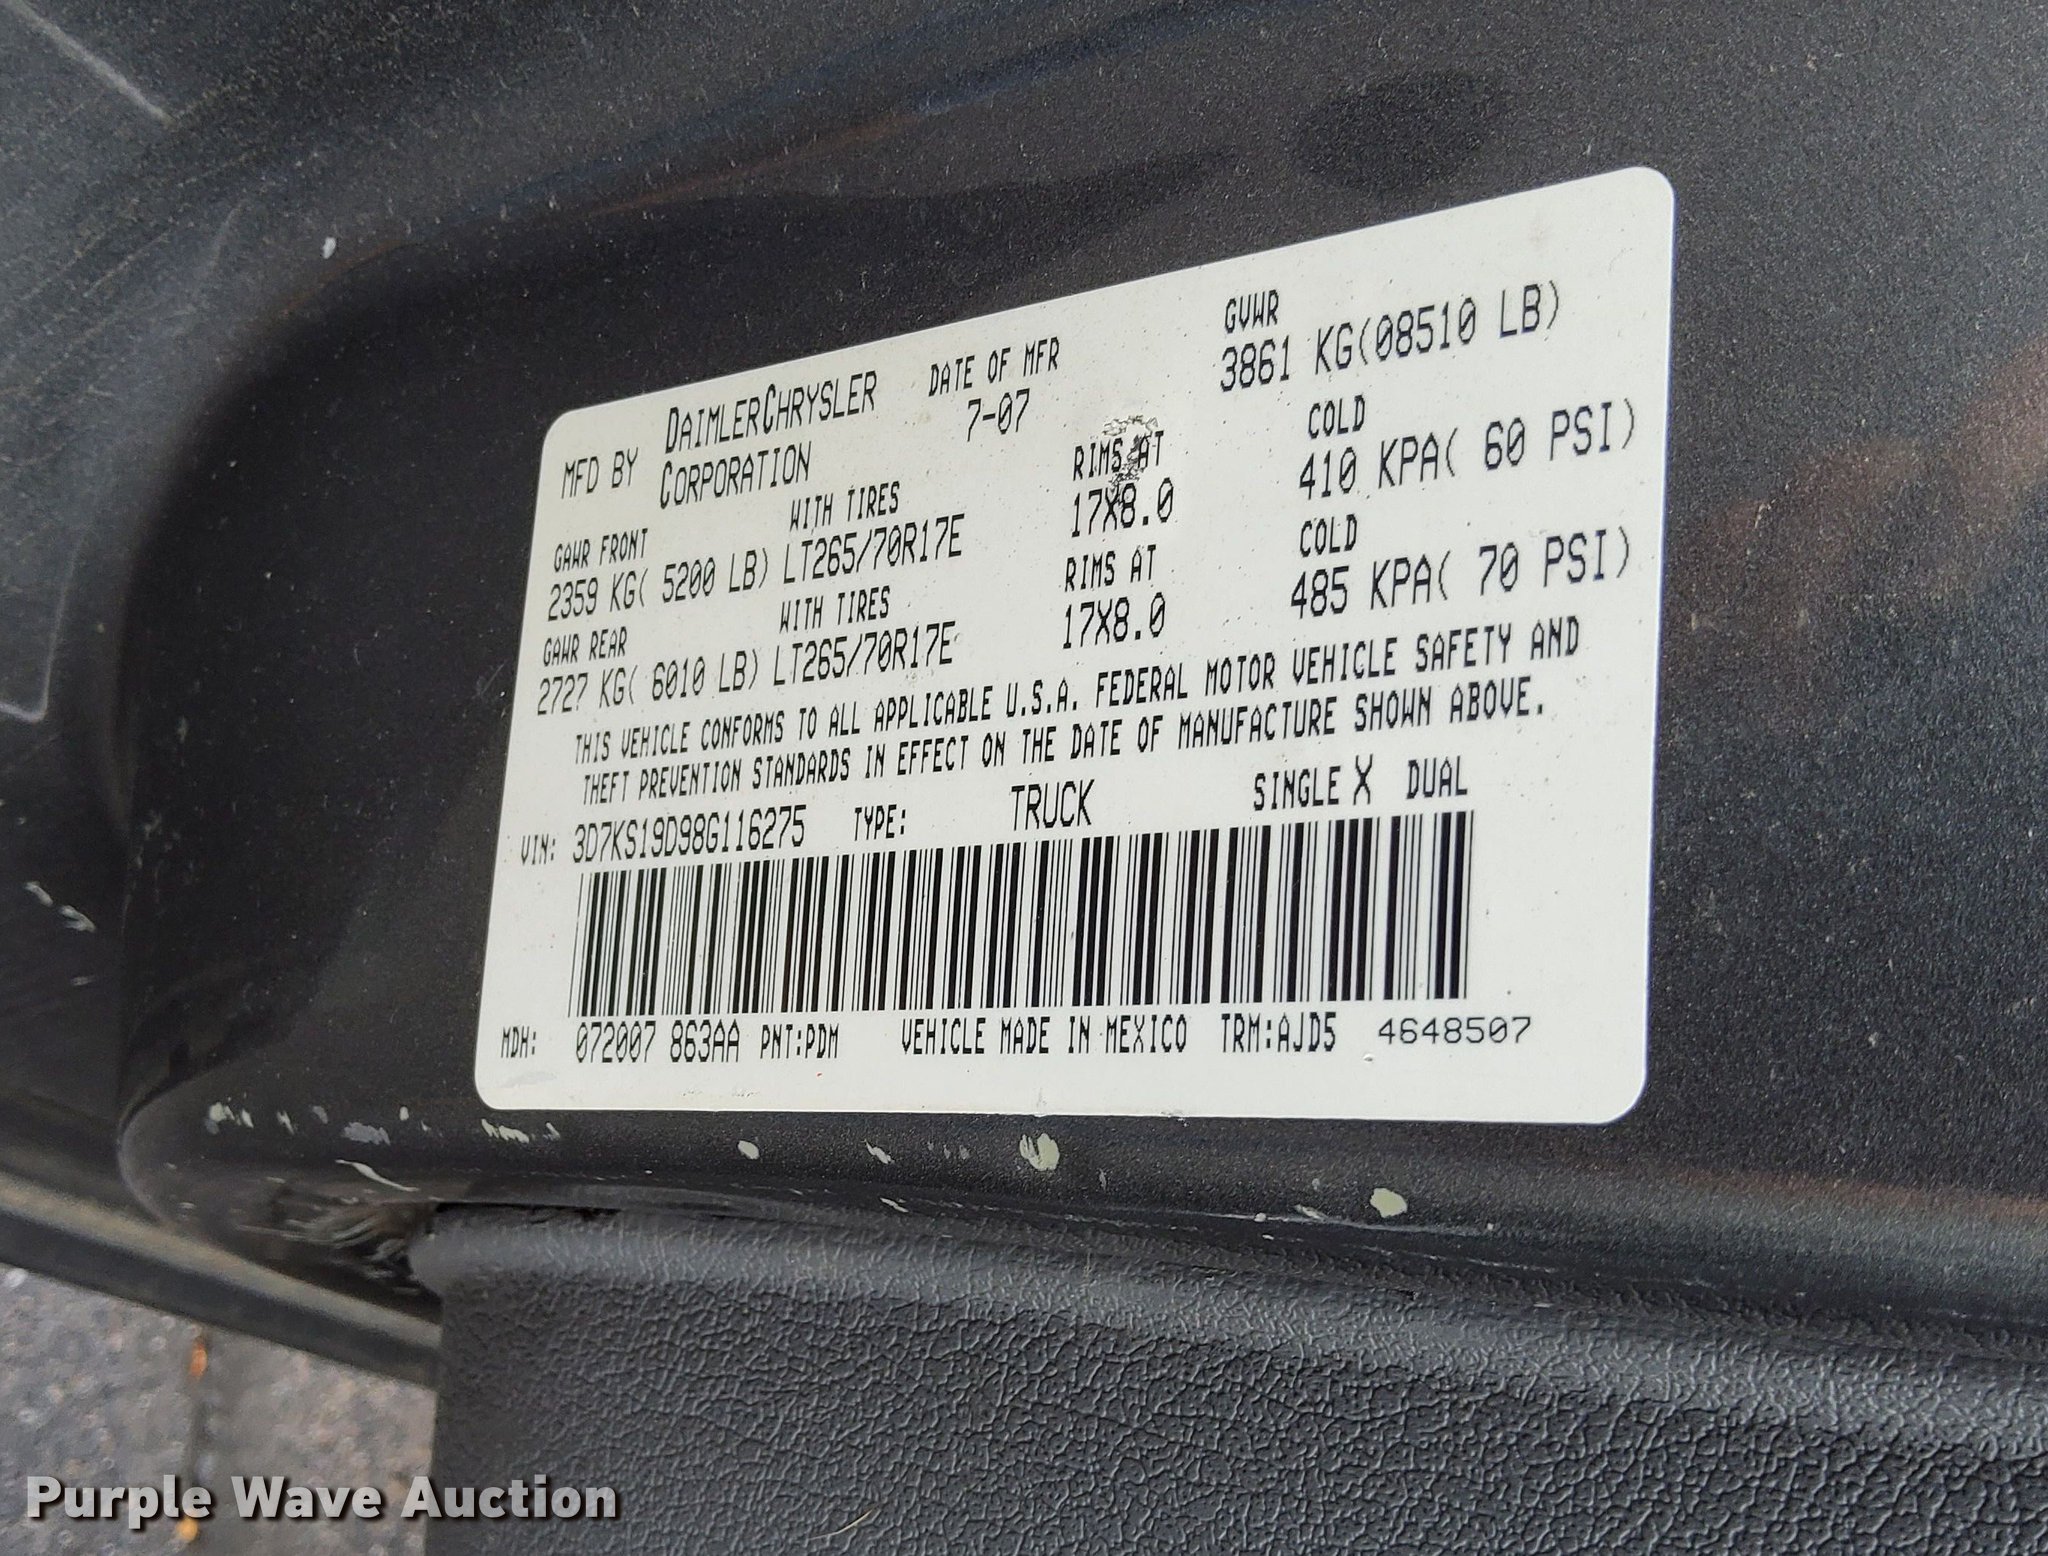 MFD BY DAIMLERCHRYSLER CORPORATION
DATE OF MFR 7-07
GVWR 3861 KG(08510 LB)
GAWR FRONT WITH TIRES RIMS AT COLD
2359 KG( 5200 LB) LT265/70R17E 17X8.0 410 KPA( 60 PSI)
GAWR REAR WITH TIRES RIMS AT COLD
2727 KG( 6010 LB) LT265/70R17E 17X8.0 485 KPA( 70 PSI)
THIS VEHICLE CONFORMS TO ALL APPLICABLE U.S.A. FEDERAL MOTOR VEHICLE SAFETY AND
THEFT PREVENTION STANDARDS IN EFFECT ON THE DATE OF MANUFACTURE SHOWN ABOVE.
VIN: 3D7KS19D98G116275 TYPE: TRUCK SINGLE X DUAL
MDH: 072007 863AA PNT:PDM VEHICLE MADE IN MEXICO TRM:AJD5 4648507
Purple Wave Auction